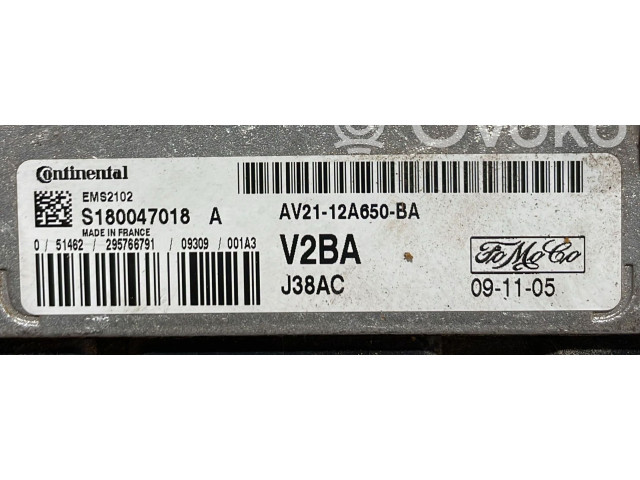 Ovoko
Continental
EMS2102
S180047018 A
MADE IN FRANCE
0 / 51462 / 295766791 / 09309 / 001A3
AV21-12A650-BA
V2BA
J38AC
FoMoCo
09-11-05